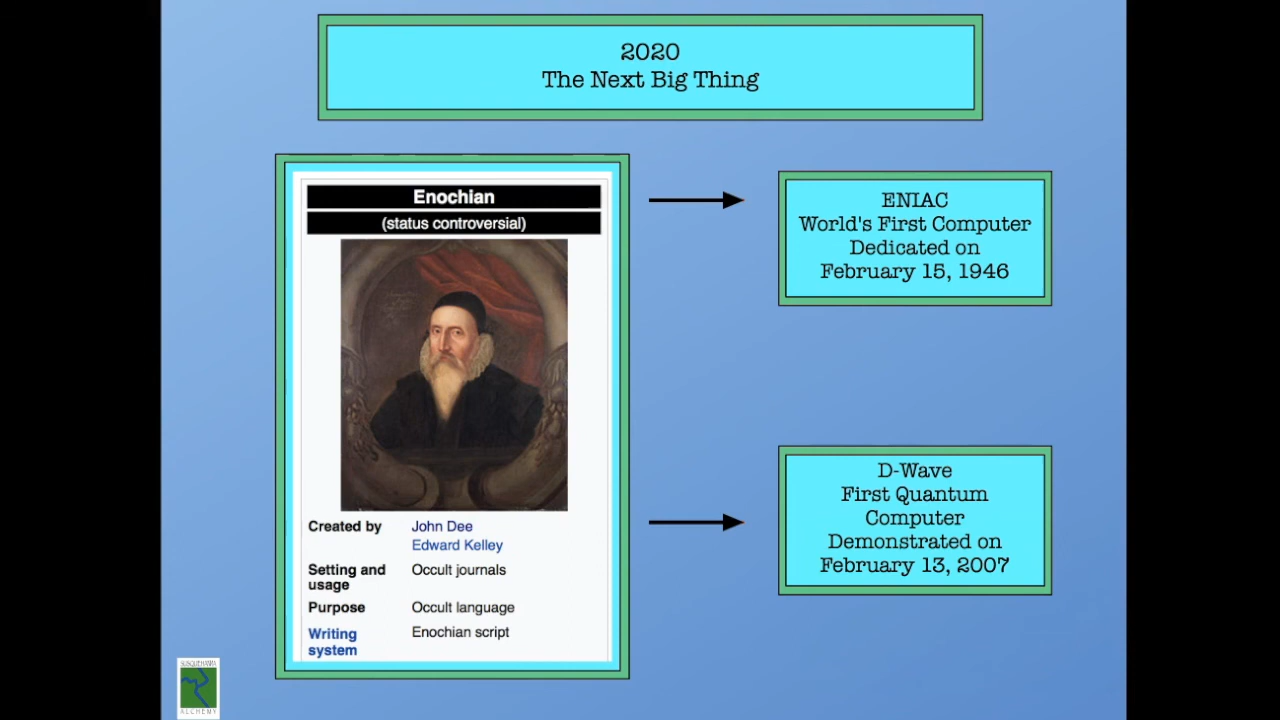 2020
The Next Big Thing
Enochian
(status controversial)
Created by John Dee
Edward Kelley
Setting and usage Occult journals
Purpose Occult language
Writing system Enochian script
ENIAC
World's First Computer
Dedicated on
February 15, 1946
D-Wave
First Quantum
Computer
Demonstrated on
February 13, 2007
SUSQUEHANNA
ALCHEMY